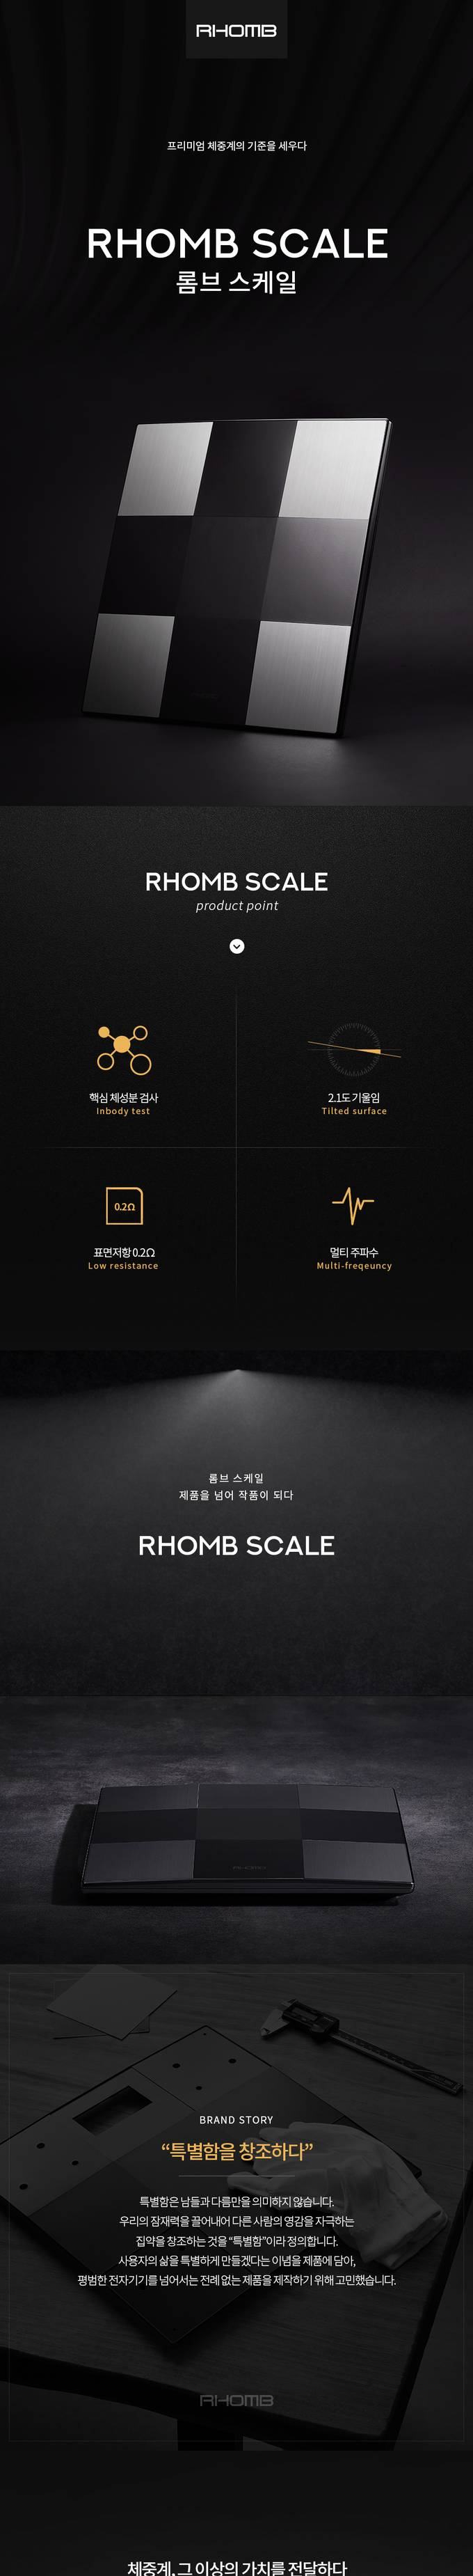 RHOMB
프리미엄 체중계의 기준을 세우다
RHOMB SCALE
롬브 스케일
RHOMB SCALE
product point
핵심 체성분 검사
Inbody test
2.1도 기울임
Tilted surface
0.2Ω
표면저항 0.2Ω
Low resistance
멀티 주파수
Multi-freqeuncy
롬브 스케일
제품을 넘어 작품이 되다
RHOMB SCALE
RHOMB
BRAND STORY
“특별함을 창조하다”
특별함은 남들과 다름만을 의미하지 않습니다.
우리의 잠재력을 끌어내어 다른 사람의 영감을 자극하는
집약을 창조하는 것을 “특별함”이라 정의합니다.
사용자의 삶을 특별하게 만들겠다는 이념을 제품에 담아,
평범한 전자기기를 넘어서는 전례 없는 제품을 제작하기 위해 고민했습니다.
RHOMB
체중계, 그 이상의 가치를 전달하다